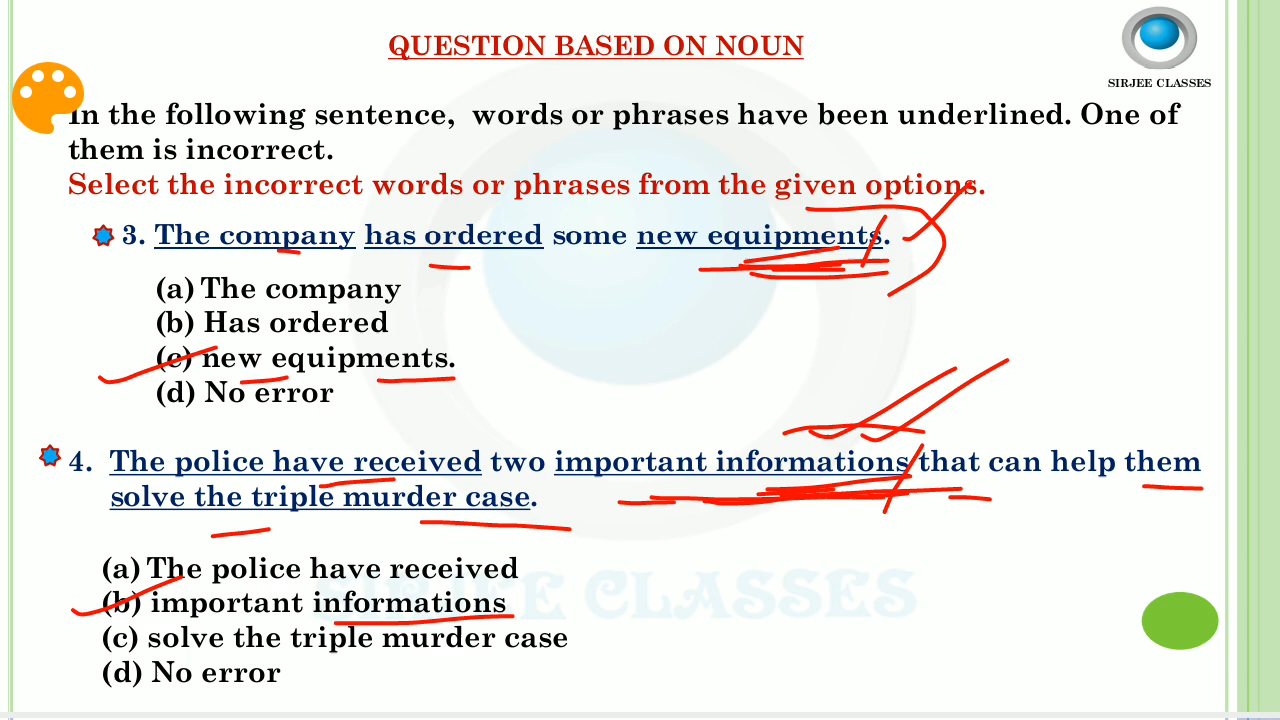 QUESTION BASED ON NOUN
SIRJEE CLASSES
In the following sentence, words or phrases have been underlined. One of
them is incorrect.
Select the incorrect words or phrases from the given options.
3. The company has ordered some new equipments.
(a) The company
(b) Has ordered
(c) new equipments.
(d) No error
4. The police have received two important informations that can help them
solve the triple murder case.
(a) The police have received
(b) important informations
(c) solve the triple murder case
(d) No error
SIRJEE CLASSES